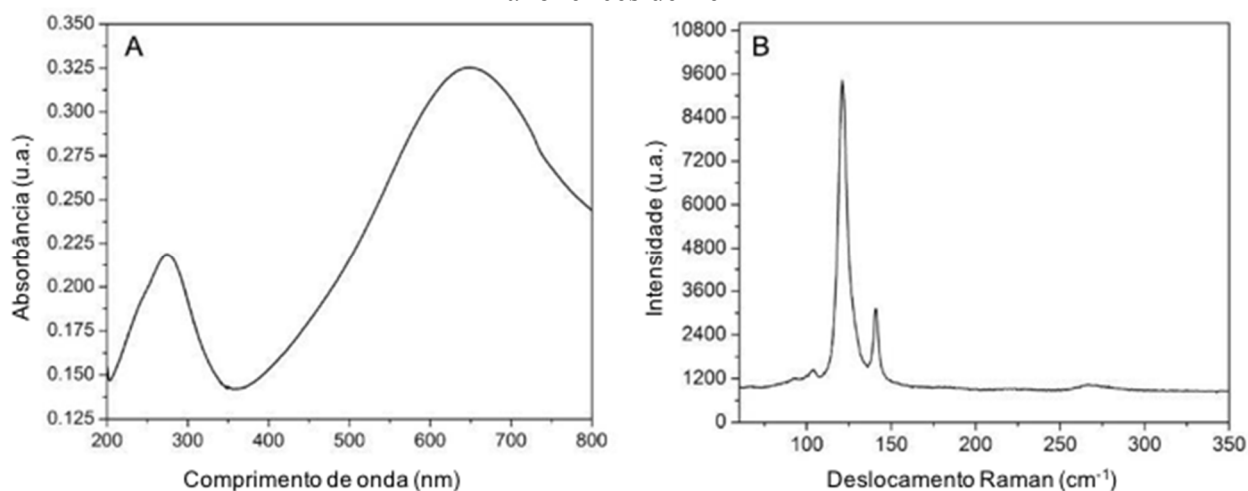 A
0.350
0.325
0.300
0.275
0.250
0.225
0.200
0.175
0.150
0.125
200 300 400 500 600 700 800
Absorbância (u.a.)
Comprimento de onda (nm)
B
10800
9600
8400
7200
6000
4800
3600
2400
1200
0
100 150 200 250 300 350
Intensidade (u.a.)
Deslocamento Raman (cm⁻¹)